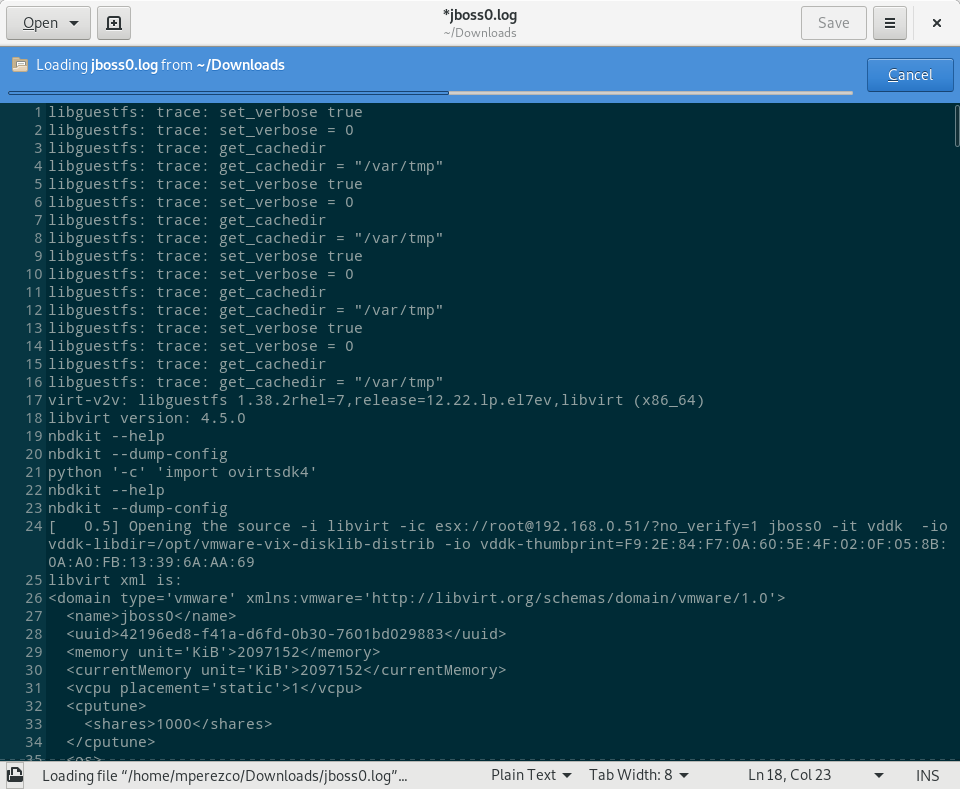 Open
*jboss0.log
~/Downloads
Save
Loading jboss0.log from ~/Downloads
Cancel
1 libguestfs: trace: set_verbose true
2 libguestfs: trace: set_verbose = 0
3 libguestfs: trace: get_cachedir
4 libguestfs: trace: get_cachedir = "/var/tmp"
5 libguestfs: trace: set_verbose true
6 libguestfs: trace: set_verbose = 0
7 libguestfs: trace: get_cachedir
8 libguestfs: trace: get_cachedir = "/var/tmp"
9 libguestfs: trace: set_verbose true
10 libguestfs: trace: set_verbose = 0
11 libguestfs: trace: get_cachedir
12 libguestfs: trace: get_cachedir = "/var/tmp"
13 libguestfs: trace: set_verbose true
14 libguestfs: trace: set_verbose = 0
15 libguestfs: trace: get_cachedir
16 libguestfs: trace: get_cachedir = "/var/tmp"
17 virt-v2v: libguestfs 1.38.2rhel=7,release=12.22.lp.el7ev,libvirt (x86_64)
18 libvirt version: 4.5.0
19 nbdkit --help
20 nbdkit --dump-config
21 python '-c' 'import ovirtsdk4'
22 nbdkit --help
23 nbdkit --dump-config
24 [   0.5] Opening the source -i libvirt -ic esx://root@192.168.0.51/?no_verify=1 jboss0 -it vddk  -io
vddk-libdir=/opt/vmware-vix-disklib-distrib -io vddk-thumbprint=F9:2E:84:F7:0A:60:5E:4F:02:0F:05:8B:
0A:A0:FB:13:39:6A:AA:69
25 libvirt xml is:
26 <domain type='vmware' xmlns:vmware='http://libvirt.org/schemas/domain/vmware/1.0'>
27   <name>jboss0</name>
28   <uuid>42196ed8-f41a-d6fd-0b30-7601bd029883</uuid>
29   <memory unit='KiB'>2097152</memory>
30   <currentMemory unit='KiB'>2097152</currentMemory>
31   <vcpu placement='static'>1</vcpu>
32   <cputune>
33     <shares>1000</shares>
34   </cputune>
35   <os>
Loading file “/home/mperezco/Downloads/jboss0.log”…
Plain Text
Tab Width: 8
Ln 18, Col 23
INS